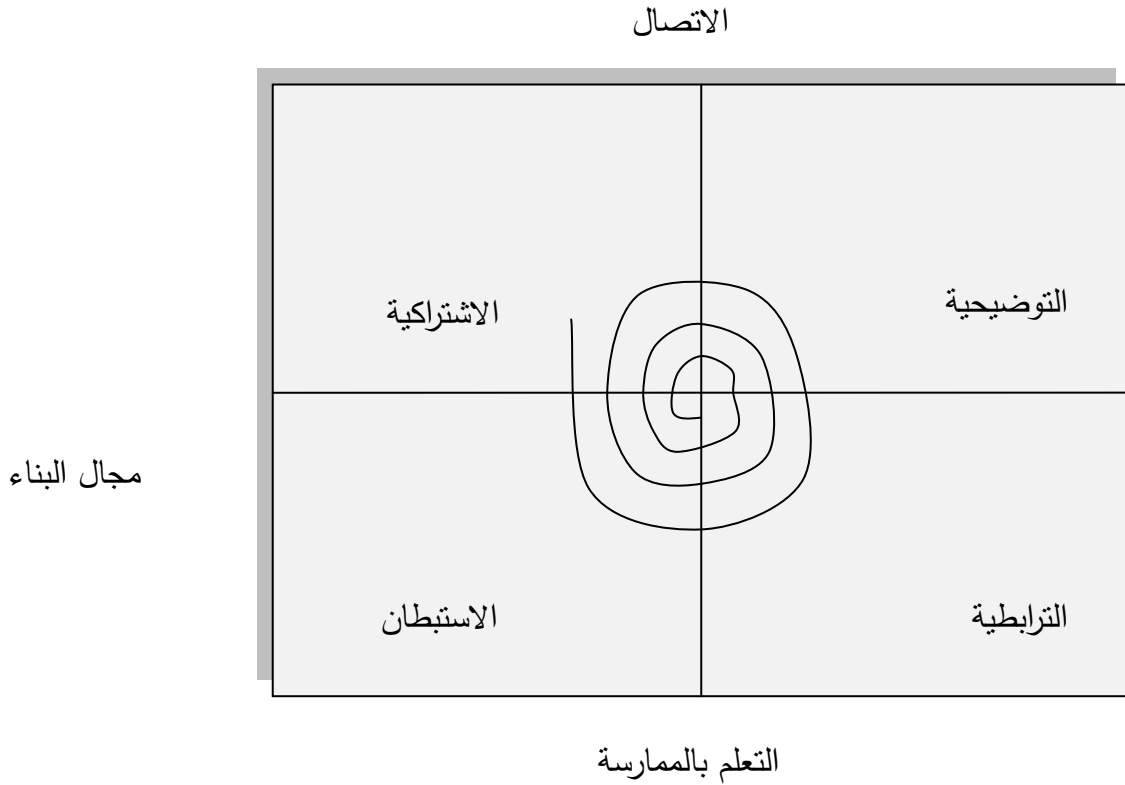 الاتصال
التوضيحية
الاشتراكية
مجال البناء
الترابطية
الاستبطان
التعلم بالممارسة